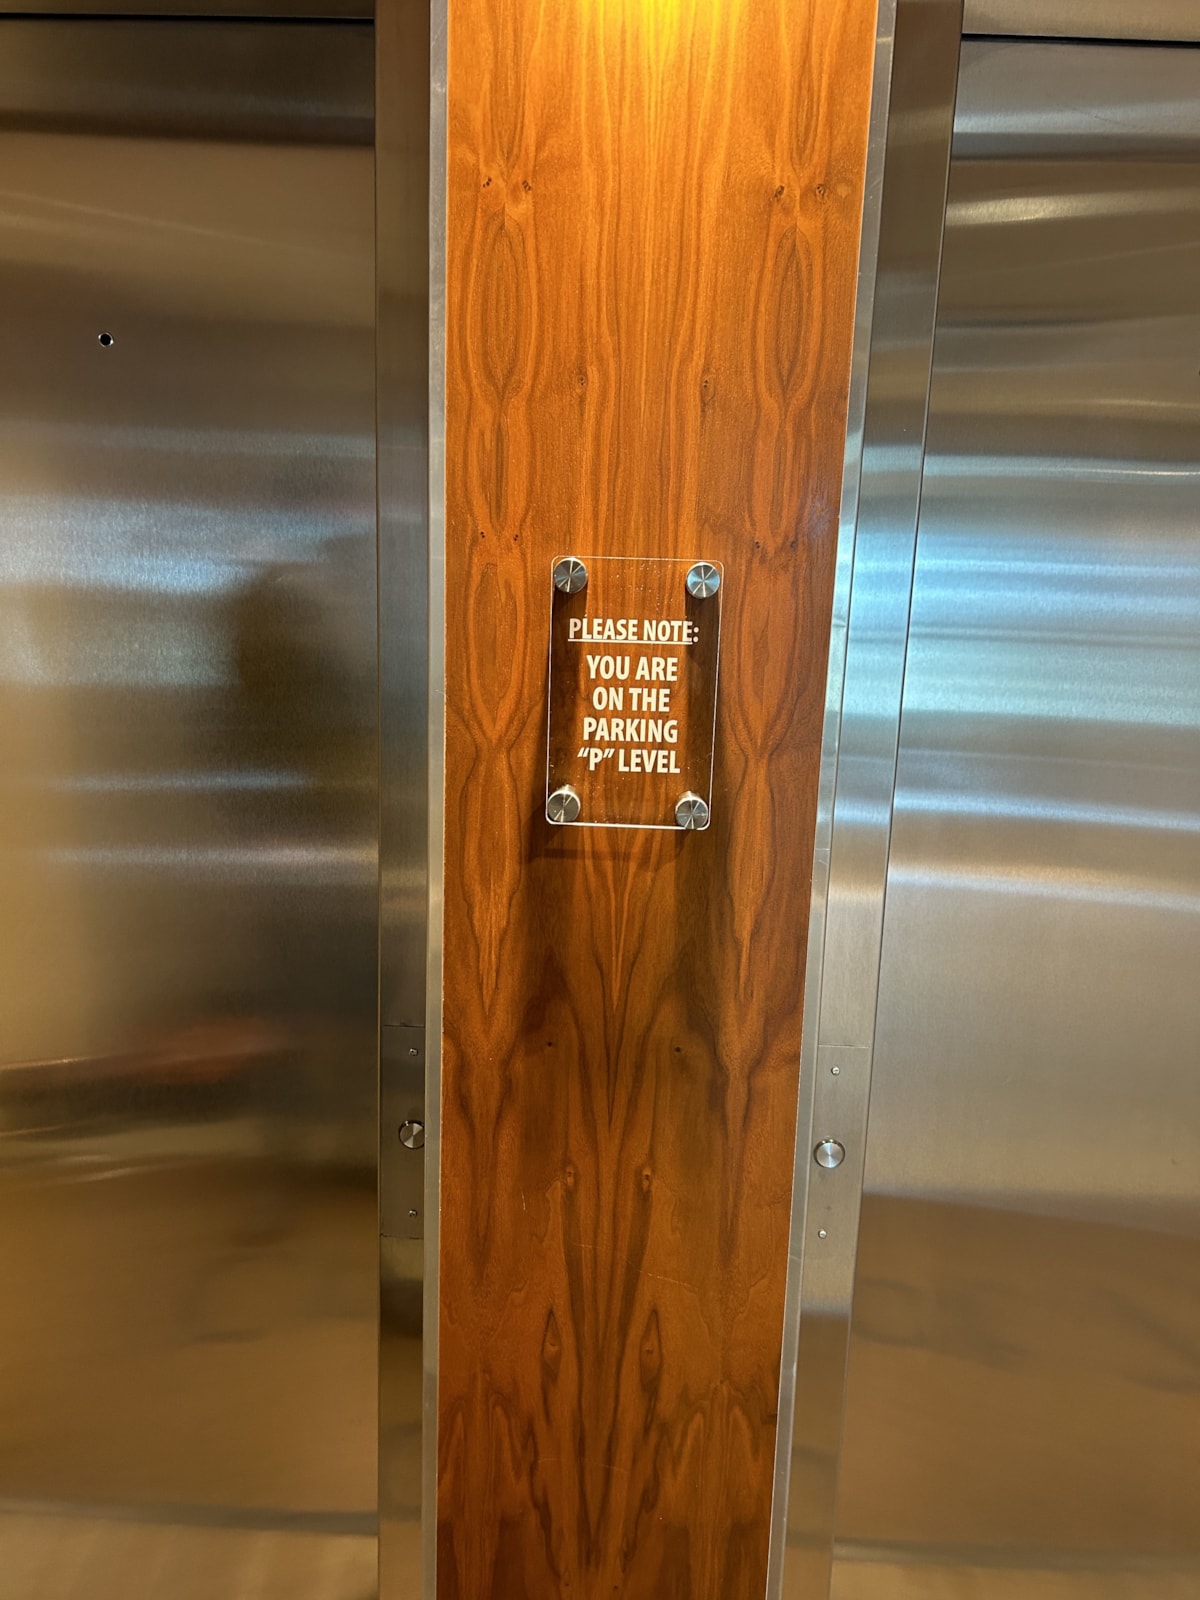 PLEASE NOTE:
YOU ARE
ON THE
PARKING
“P” LEVEL